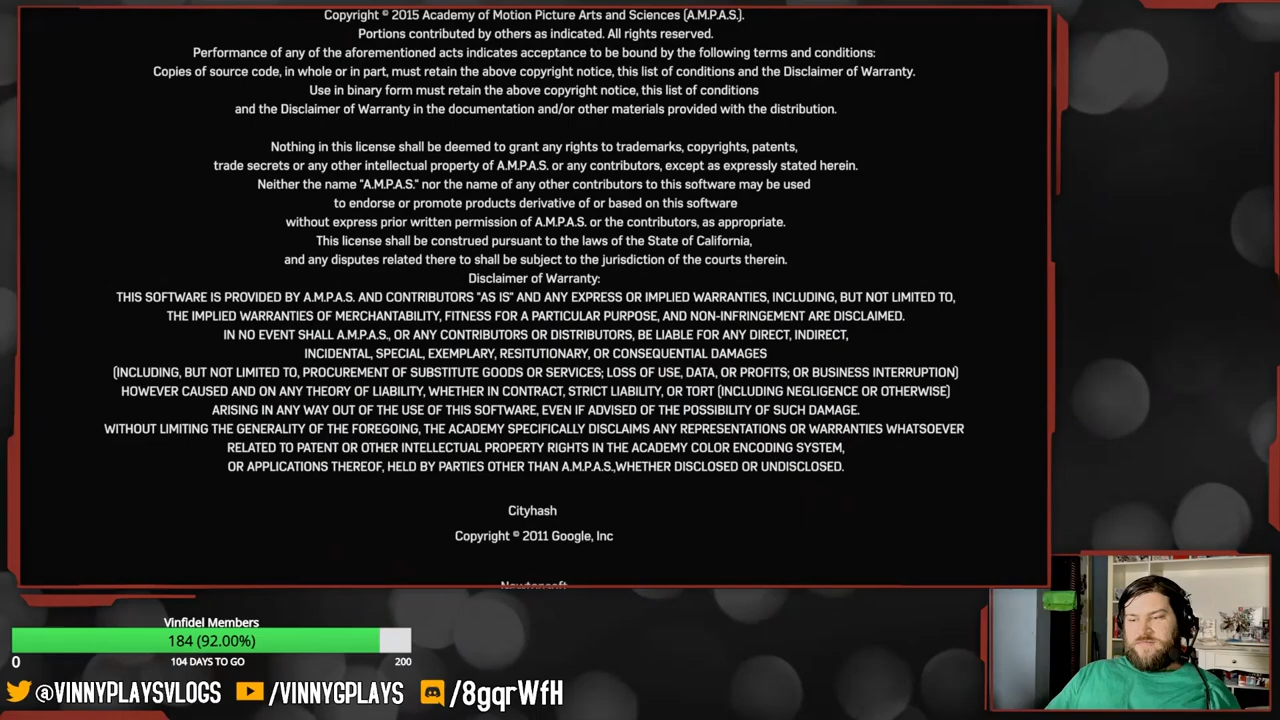 Copyright © 2015 Academy of Motion Picture Arts and Sciences (A.M.P.A.S.).
Portions contributed by others as indicated. All rights reserved.
Performance of any of the aforementioned acts indicates acceptance to be bound by the following terms and conditions:
Copies of source code, in whole or in part, must retain the above copyright notice, this list of conditions and the Disclaimer of Warranty.
Use in binary form must retain the above copyright notice, this list of conditions
and the Disclaimer of Warranty in the documentation and/or other materials provided with the distribution.
Nothing in this license shall be deemed to grant any rights to trademarks, copyrights, patents,
trade secrets or any other intellectual property of A.M.P.A.S. or any contributors, except as expressly stated herein.
Neither the name "A.M.P.A.S." nor the name of any other contributors to this software may be used
to endorse or promote products derivative of or based on this software
without express prior written permission of A.M.P.A.S. or the contributors, as appropriate.
This license shall be construed pursuant to the laws of the State of California,
and any disputes related there to shall be subject to the jurisdiction of the courts therein.
Disclaimer of Warranty:
THIS SOFTWARE IS PROVIDED BY A.M.P.A.S. AND CONTRIBUTORS "AS IS" AND ANY EXPRESS OR IMPLIED WARRANTIES, INCLUDING, BUT NOT LIMITED TO,
THE IMPLIED WARRANTIES OF MERCHANTABILITY, FITNESS FOR A PARTICULAR PURPOSE, AND NON-INFRINGEMENT ARE DISCLAIMED.
IN NO EVENT SHALL A.M.P.A.S., OR ANY CONTRIBUTORS OR DISTRIBUTORS, BE LIABLE FOR ANY DIRECT, INDIRECT,
INCIDENTAL, SPECIAL, EXEMPLARY, RESITUTIONARY, OR CONSEQUENTIAL DAMAGES
(INCLUDING, BUT NOT LIMITED TO, PROCUREMENT OF SUBSTITUTE GOODS OR SERVICES; LOSS OF USE, DATA, OR PROFITS; OR BUSINESS INTERRUPTION)
HOWEVER CAUSED AND ON ANY THEORY OF LIABILITY, WHETHER IN CONTRACT, STRICT LIABILITY, OR TORT (INCLUDING NEGLIGENCE OR OTHERWISE)
ARISING IN ANY WAY OUT OF THE USE OF THIS SOFTWARE, EVEN IF ADVISED OF THE POSSIBILITY OF SUCH DAMAGE.
WITHOUT LIMITING THE GENERALITY OF THE FOREGOING, THE ACADEMY SPECIFICALLY DISCLAIMS ANY REPRESENTATIONS OR WARRANTIES WHATSOEVER
RELATED TO PATENT OR OTHER INTELLECTUAL PROPERTY RIGHTS IN THE ACADEMY COLOR ENCODING SYSTEM,
OR APPLICATIONS THEREOF, HELD BY PARTIES OTHER THAN A.M.P.A.S.,WHETHER DISCLOSED OR UNDISCLOSED.
Cityhash
Copyright © 2011 Google, Inc
Vinfidel Members
184 (92.00%)
0
104 DAYS TO GO
200
@VINNYPLAYSVLOGS
/VINNYGPLAYS
/8gqrWfH